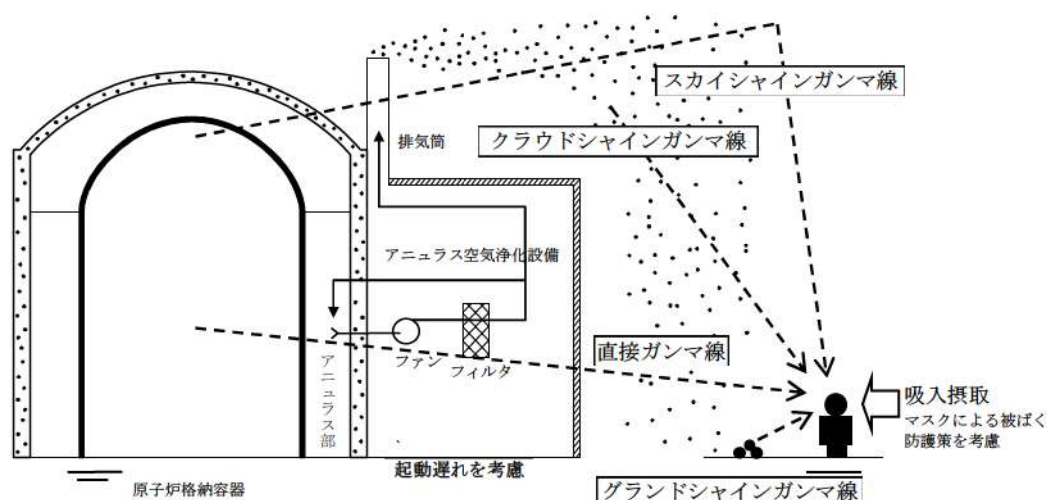 スカイシャインガンマ線
クラウドシャインガンマ線
排気筒
アニュラス空気浄化設備
直接ガンマ線
ファン
フィルタ
アニュラス部
吸入摂取
マスクによる被ばく
防護策を考慮
起動遅れを考慮
原子炉格納容器
グランドシャインガンマ線